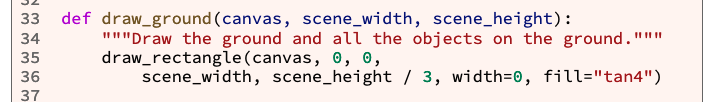 33 def draw_ground(canvas, scene_width, scene_height):
34     """Draw the ground and all the objects on the ground."""
35     draw_rectangle(canvas, 0, 0,
36         scene_width, scene_height / 3, width=0, fill="tan4")
37